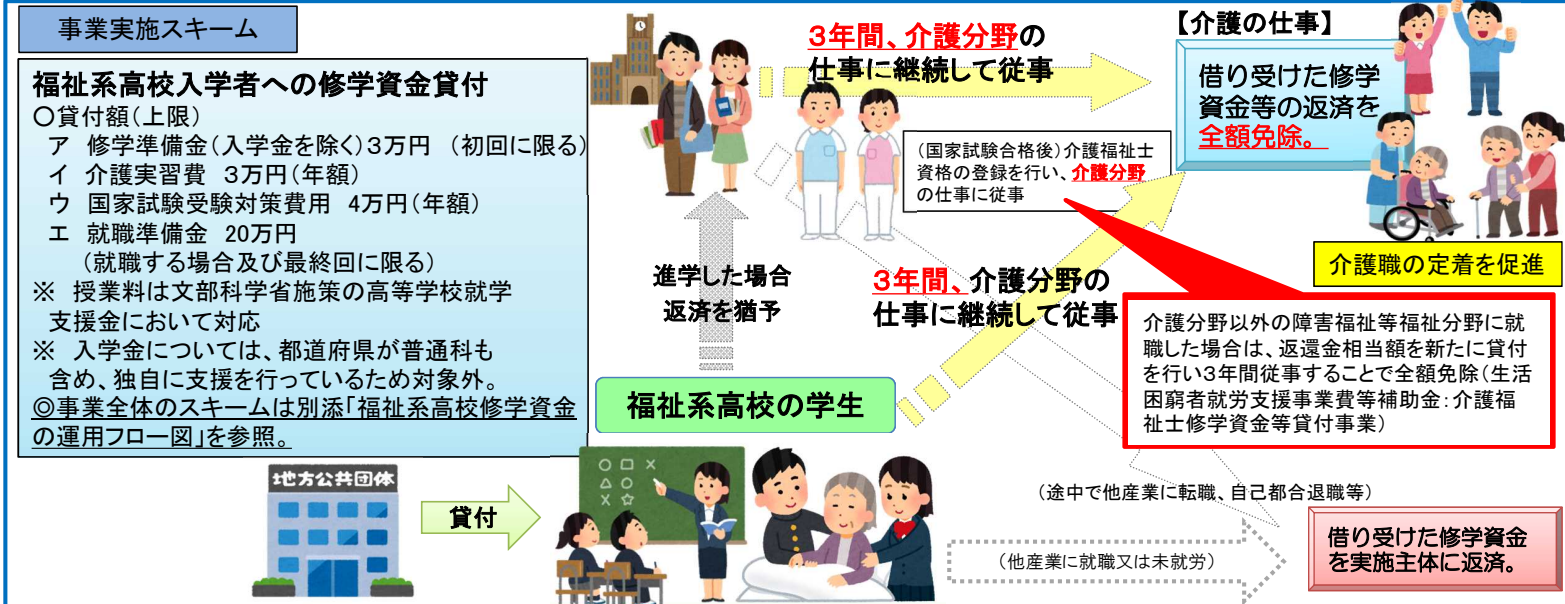 事業実施スキーム
福祉系高校入学者への修学資金貸付
○貸付額(上限)
ア 修学準備金(入学金を除く)3万円 (初回に限る)
イ 介護実習費 3万円(年額)
ウ 国家試験受験対策費用 4万円(年額)
エ 就職準備金 20万円
(就職する場合及び最終回に限る)
※ 授業料は文部科学省施策の高等学校就学
支援金において対応
※ 入学金については、都道府県が普通科も
含め、独自に支援を行っているため対象外。
◎事業全体のスキームは別添「福祉系高校修学資金
の運用フロー図」を参照。
3年間、介護分野の
仕事に継続して従事
【介護の仕事】
借り受けた修学
資金等の返済を
全額免除。
(国家試験合格後)介護福祉士
資格の登録を行い、介護分野
の仕事に従事
介護職の定着を促進
進学した場合
返済を猶予
3年間、介護分野の
仕事に継続して従事
介護分野以外の障害福祉等福祉分野に就
職した場合は、返還金相当額を新たに貸付
を行い3年間従事することで全額免除(生活
困窮者就労支援事業費等補助金:介護福
祉士修学資金等貸付事業)
福祉系高校の学生
地方公共団体
貸付
(途中で他産業に転職、自己都合退職等)
(他産業に就職又は未就労)
借り受けた修学資金
を実施主体に返済。